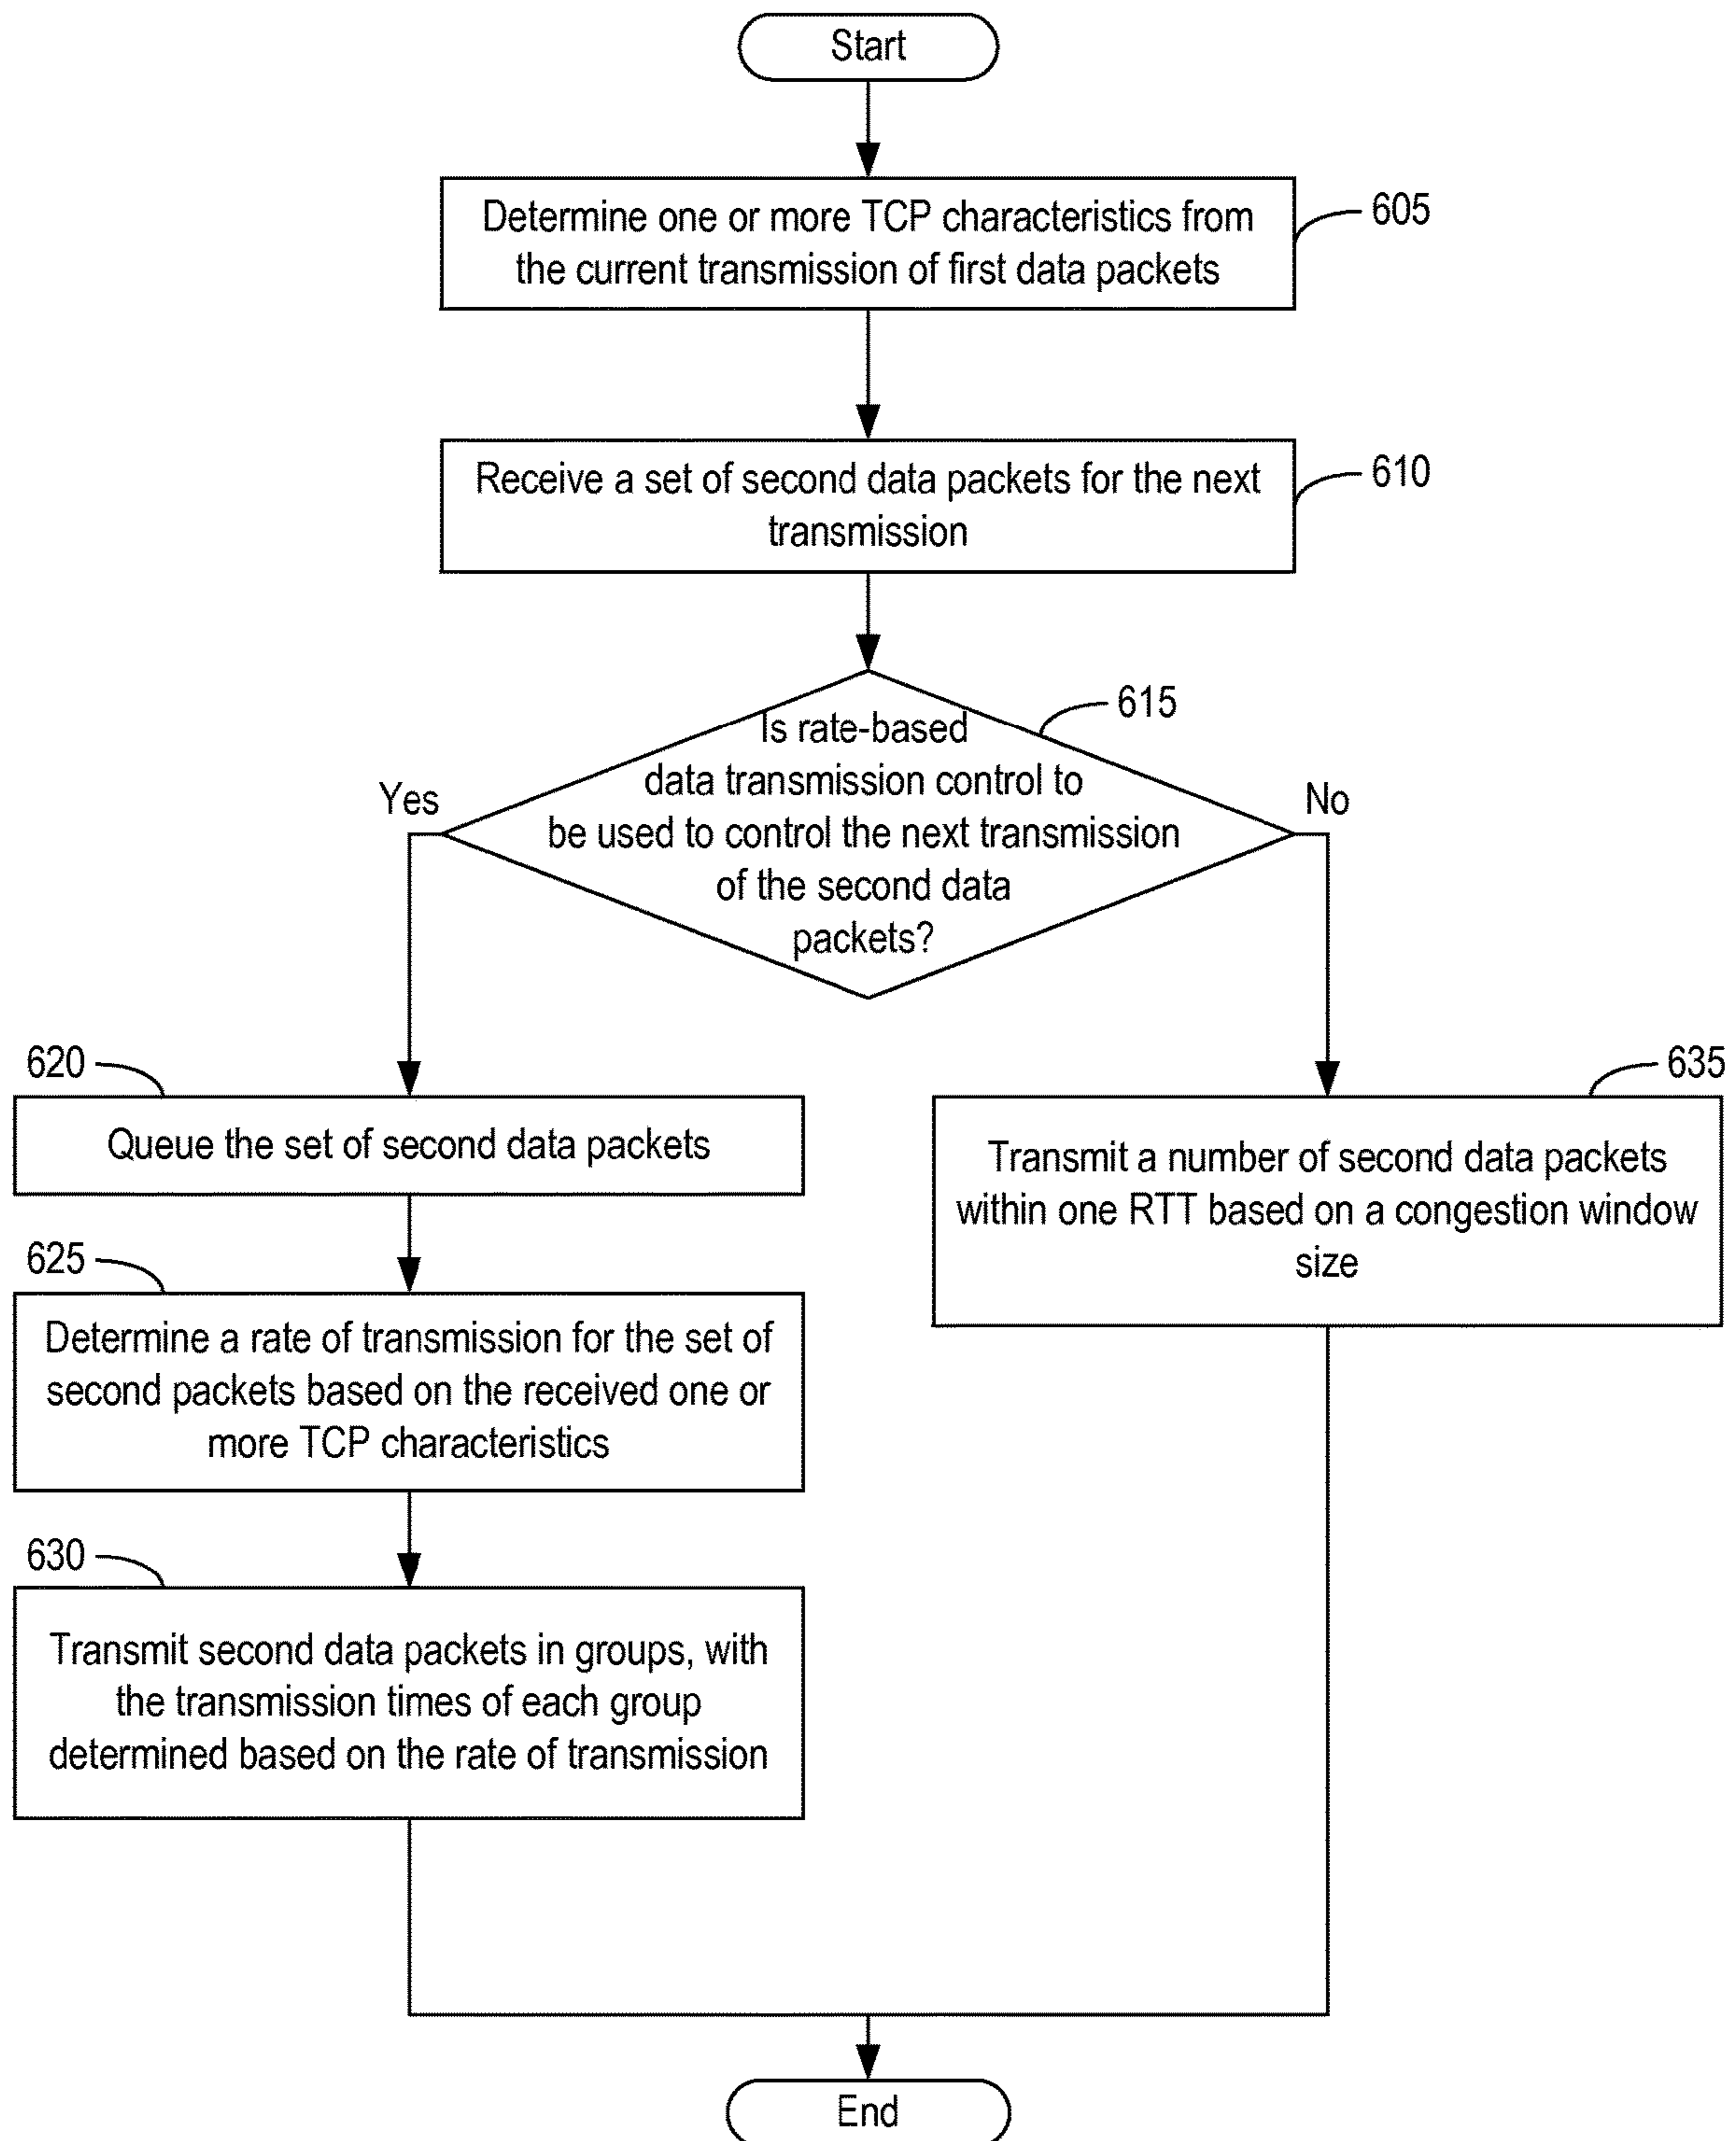 Start
Determine one or more TCP characteristics from
the current transmission of first data packets
605
Receive a set of second data packets for the next
transmission
610
615
Is rate-based
data transmission control to
be used to control the next transmission
of the second data
packets?
Yes
No
620
Queue the set of second data packets
625
Determine a rate of transmission for the set of
second packets based on the received one or
more TCP characteristics
630
Transmit second data packets in groups, with
the transmission times of each group
determined based on the rate of transmission
635
Transmit a number of second data packets
within one RTT based on a congestion window
size
End